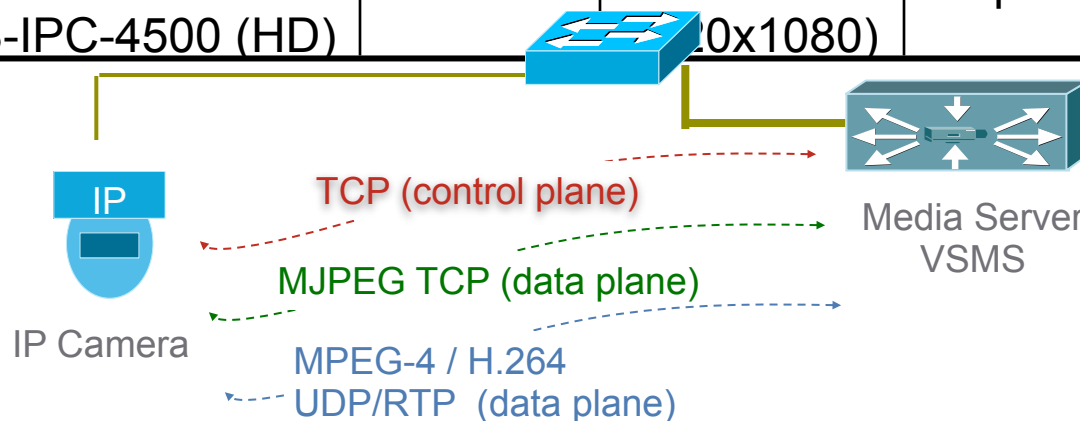 -IPC-4500 (HD)
20x1080)
IP
TCP (control plane)
Media Server
VSMS
MJPEG TCP (data plane)
IP Camera
MPEG-4 / H.264
UDP/RTP (data plane)